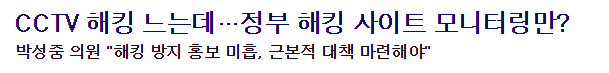 CCTV 해킹 느는데…정부 해킹 사이트 모니터링만?
박성중 의원 "해킹 방지 홍보 미흡, 근본적 대책 마련해야"